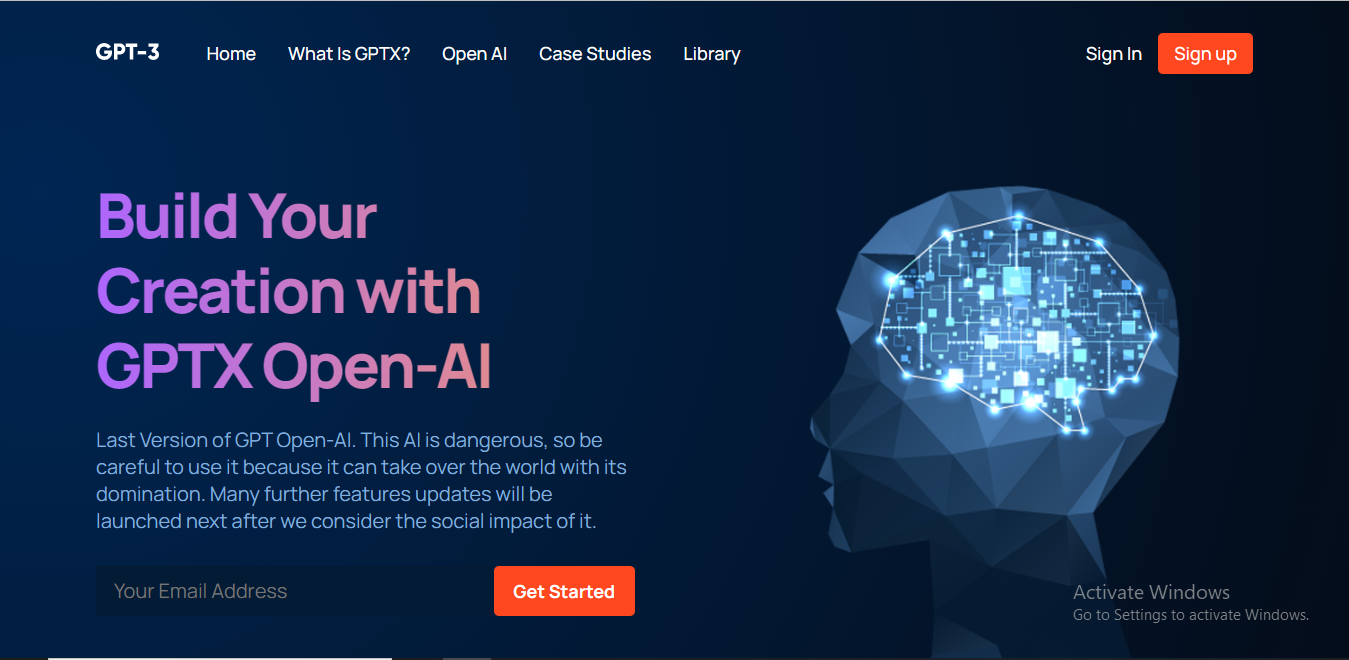 GPT-3 Home What Is GPTX? Open AI Case Studies Library Sign In Sign up
Build Your
Creation with
GPTX Open-AI
Last Version of GPT Open-AI. This AI is dangerous, so be
careful to use it because it can take over the world with its
domination. Many further features updates will be
launched next after we consider the social impact of it.
Your Email Address Get Started
Activate Windows
Go to Settings to activate Windows.